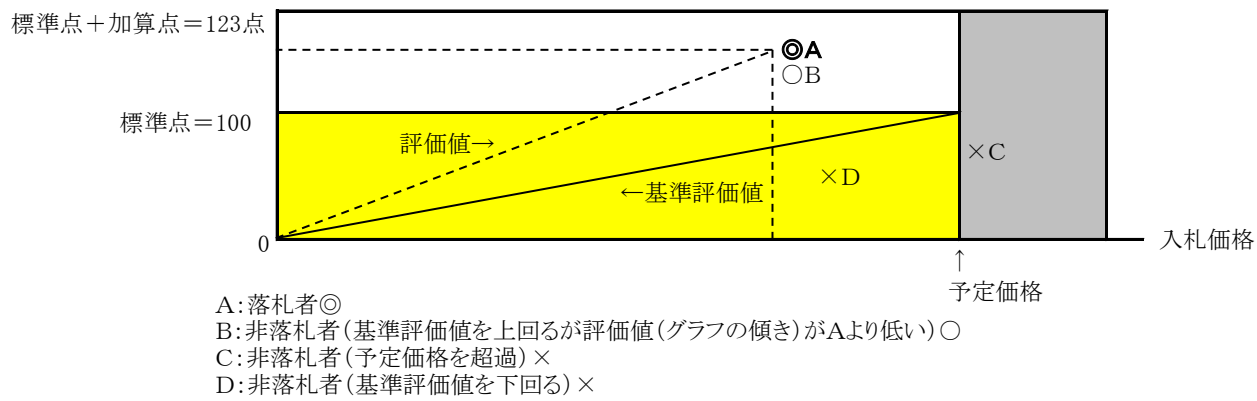 標準点＋加算点＝123点
◎A
○B
標準点＝100
評価値→
×C
×D
←基準評価値
0
入札価格
↑
予定価格
A：落札者◎
B：非落札者（基準評価値を上回るが評価値（グラフの傾き）がAより低い）○
C：非落札者（予定価格を超過）×
D：非落札者（基準評価値を下回る）×